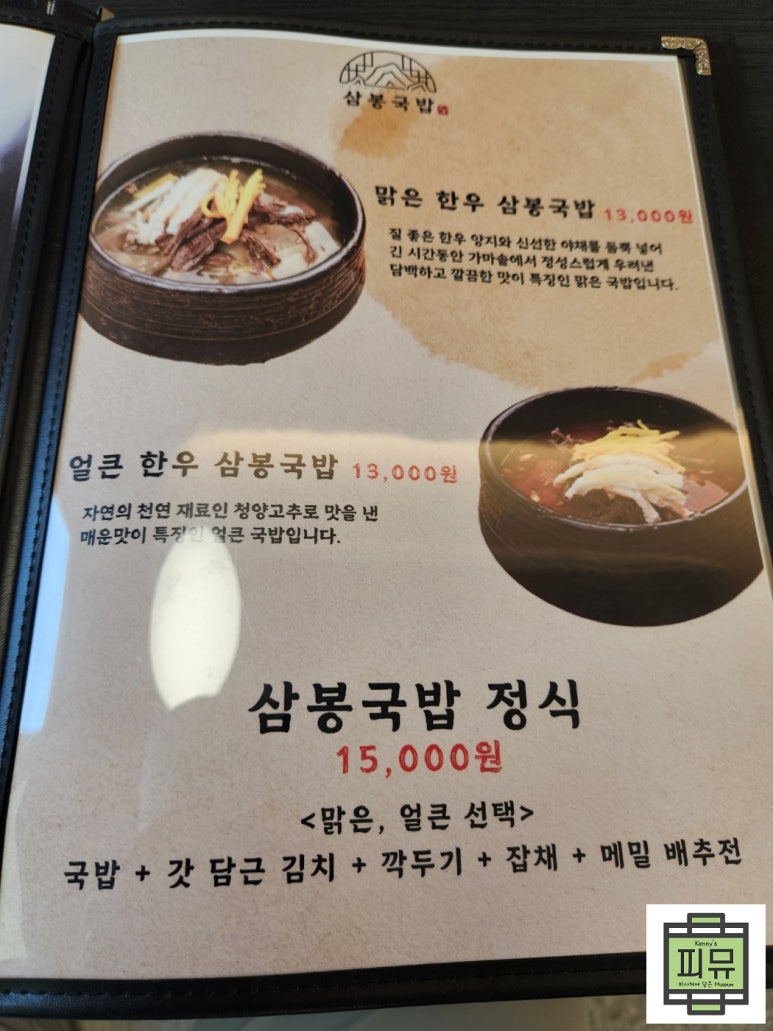 삼봉국밥
맑은 한우 삼봉국밥 13,000원
질 좋은 한우 양지와 신선한 야채를 듬뿍 넣어
긴 시간동안 가마솥에서 정성스럽게 우려낸
담백하고 깔끔한 맛이 특징인 맑은 국밥입니다.
얼큰 한우 삼봉국밥 13,000원
자연의 천연 재료인 청양고추로 맛을 낸
매운맛이 특징인 얼큰 국밥입니다.
삼봉국밥 정식
15,000원
<맑은, 얼큰 선택>
국밥 + 갓 담근 김치 + 깍두기 + 잡채 + 메밀 배추전
Kenny's
피뮤
Museum